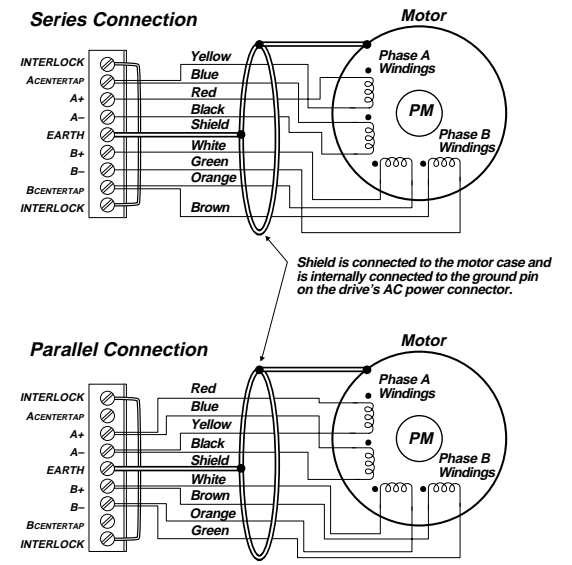 Series Connection
Motor
INTERLOCK
ACENTERTAP
A+
A–
EARTH
B+
B–
BCENTERTAP
INTERLOCK
Yellow
Blue
Red
Black
Shield
White
Green
Orange
Brown
Phase A
Windings
PM
Phase B
Windings
Shield is connected to the motor case and
is internally connected to the ground pin
on the drive's AC power connector.
Parallel Connection
Motor
INTERLOCK
ACENTERTAP
A+
A–
EARTH
B+
B–
BCENTERTAP
INTERLOCK
Red
Blue
Yellow
Black
Shield
White
Brown
Orange
Green
Phase A
Windings
PM
Phase B
Windings